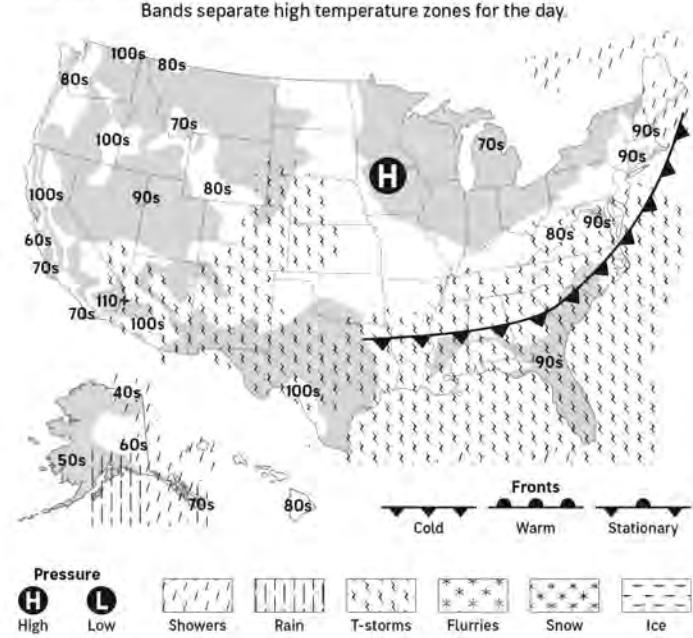 Bands separate high temperature zones for the day.
100s
80s
80s
70s
100s
70s
90s
90s
H
100s
90s
80s
60s
70s
80s
90s
110+
70s
100s
90s
100s
40s
60s
50s
70s
80s
Fronts
Cold
Warm
Stationary
Pressure
H
L
High
Low
Showers
Rain
T-storms
Flurries
Snow
Ice